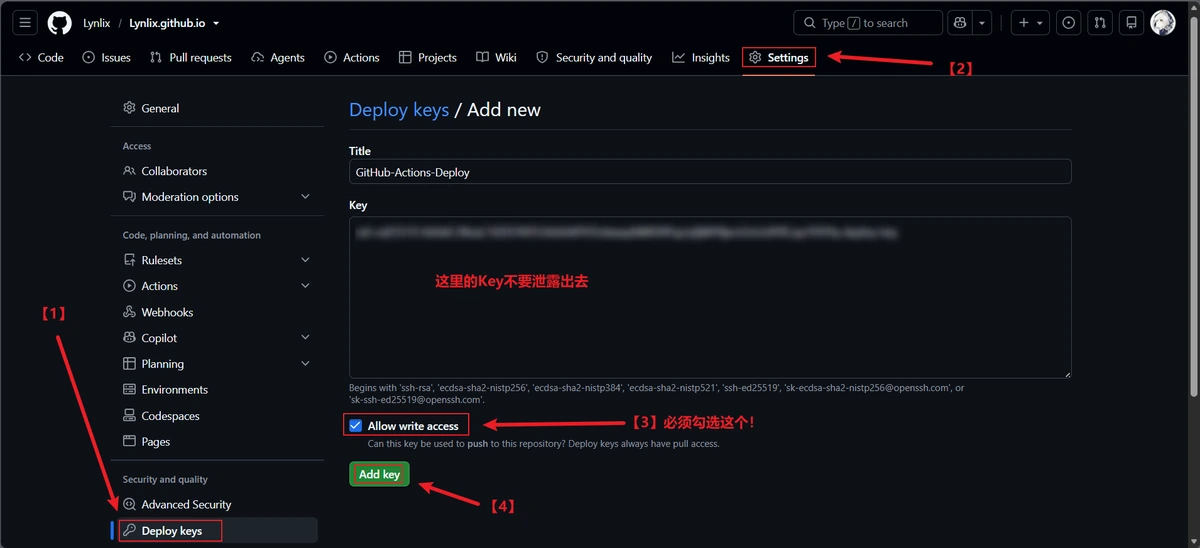 Lynlix / Lynlix.github.io
Type / to search
Code Issues Pull requests Agents Actions Projects Wiki Security and quality Insights Settings
【2】
General
Access
Collaborators
Moderation options
Code, planning, and automation
Rulesets
Actions
Webhooks
Copilot
Planning
Environments
Codespaces
Pages
Security and quality
Advanced Security
Deploy keys
【1】
Deploy keys / Add new
Title
GitHub-Actions-Deploy
Key
这里的Key不要泄露出去
Begins with 'ssh-rsa', 'ecdsa-sha2-nistp256', 'ecdsa-sha2-nistp384', 'ecdsa-sha2-nistp521', 'ssh-ed25519', 'sk-ecdsa-sha2-nistp256@openssh.com', or
'sk-ssh-ed25519@openssh.com'.
Allow write access
【3】必须勾选这个！
Can this key be used to push to this repository? Deploy keys always have pull access.
Add key
【4】